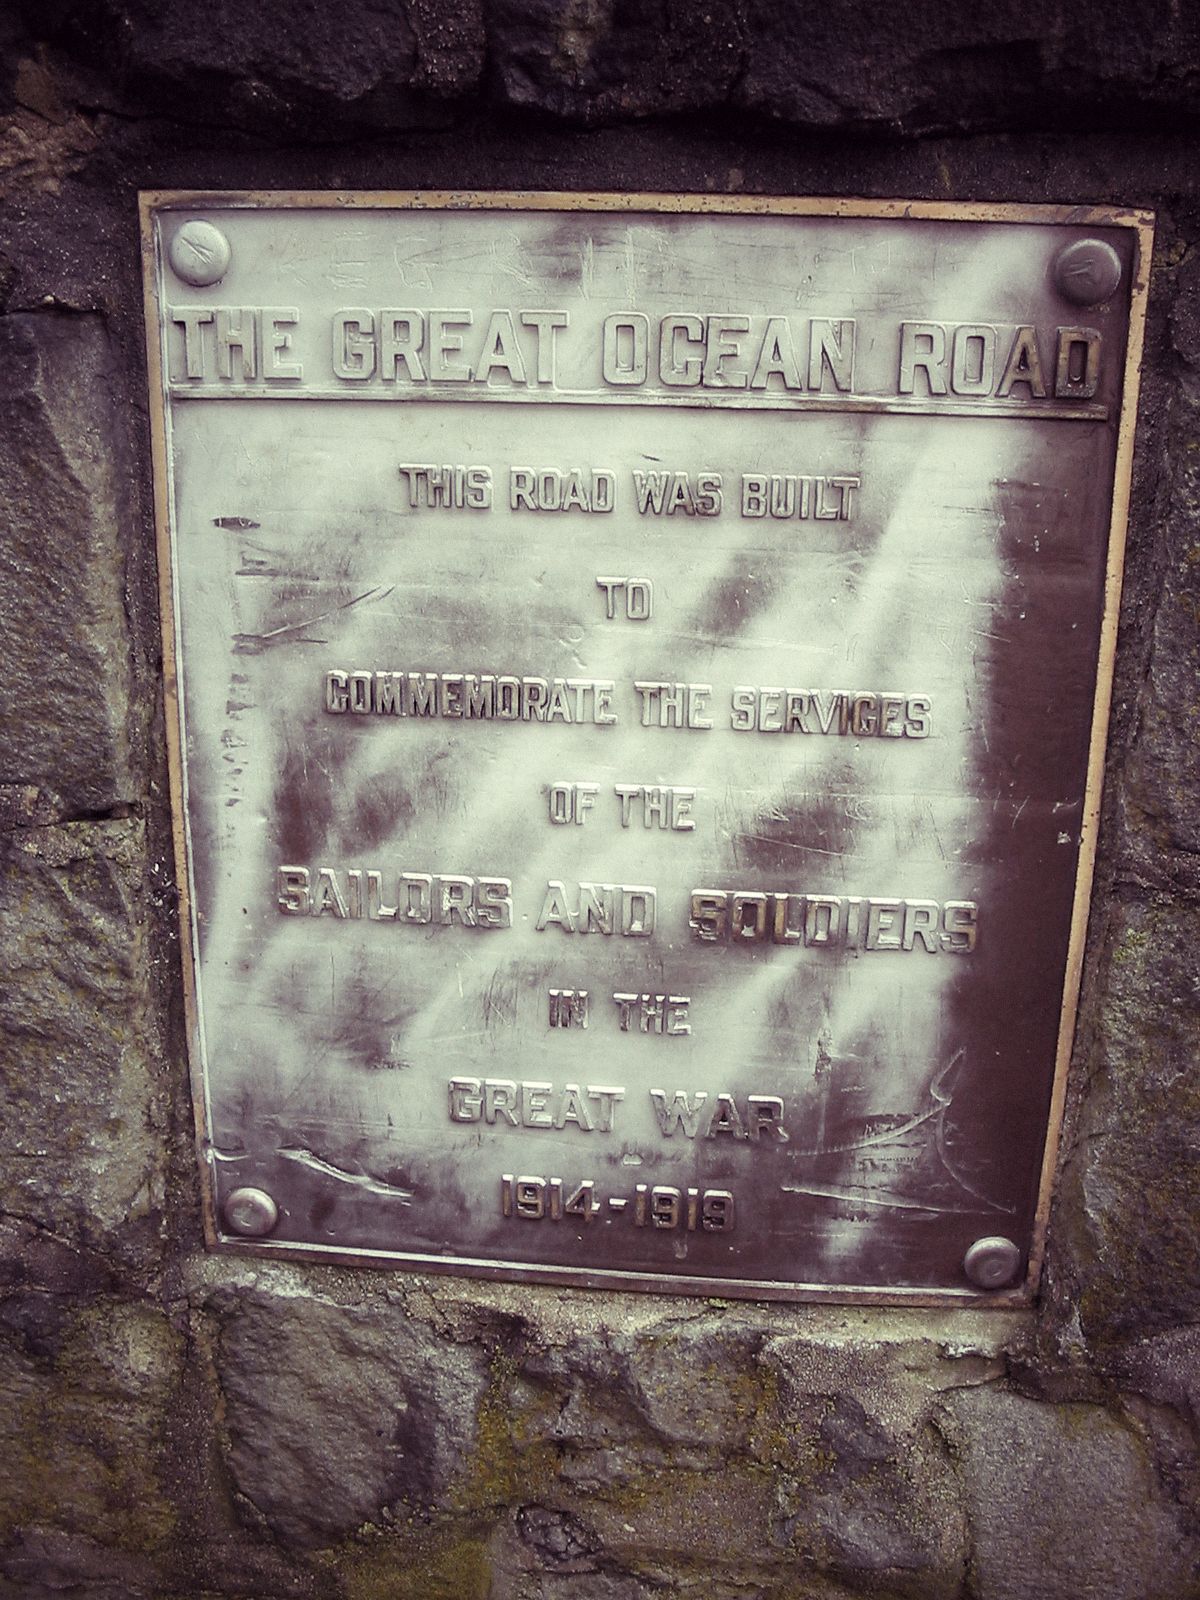 THE GREAT OCEAN ROAD
THIS ROAD WAS BUILT
TO
COMMEMORATE THE SERVICES
OF THE
SAILORS AND SOLDIERS
IN THE
GREAT WAR
1914-1919